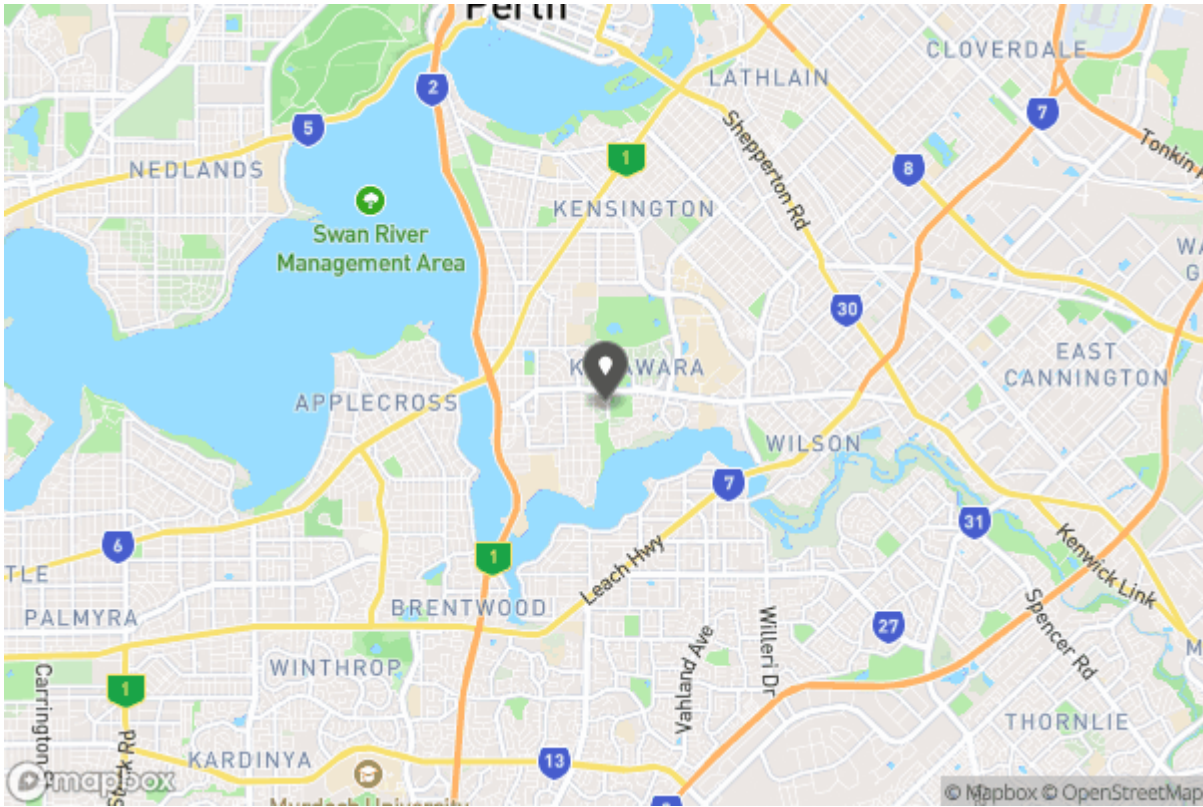 Perth
CLOVERDALE
LATHLAIN
2
7
5
Tonkin
1
8
NEDLANDS
Shepperton Rd
KENSINGTON
Swan River
Management Area
30
EAST
CANNINGTON
APPLECROSS
WILSON
7
31
6
1
Leach Hwy
Kenwick Link
BRENTWOOD
PALMYRA
27
Spencer Rd
Willeri Dr
Vahland Ave
WINTHROP
1
Carrington
THORNLIE
KARDINYA
13
mapbox
Murdoch University
© Mapbox © OpenStreetMap